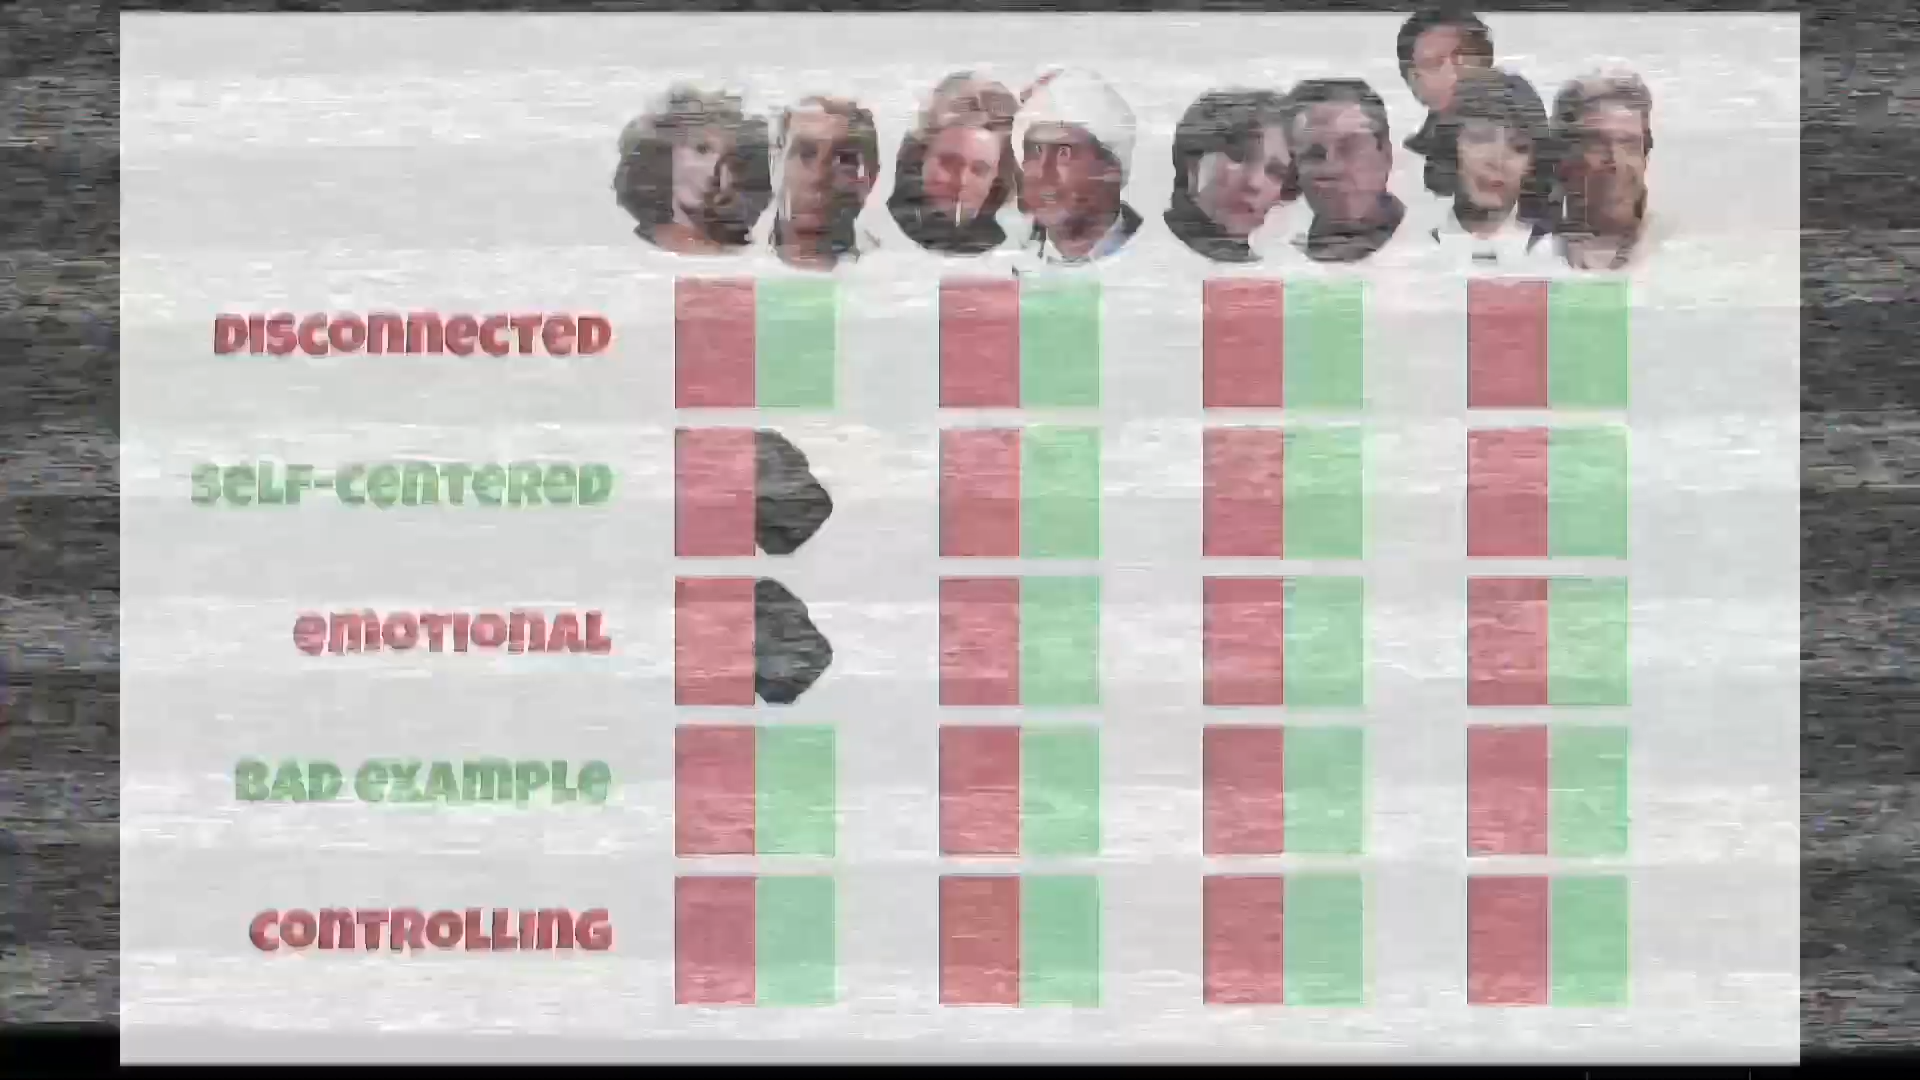 DISCONNECTED
SELF-CENTERED
EMOTIONAL
BAD EXAMPLE
CONTROLLING